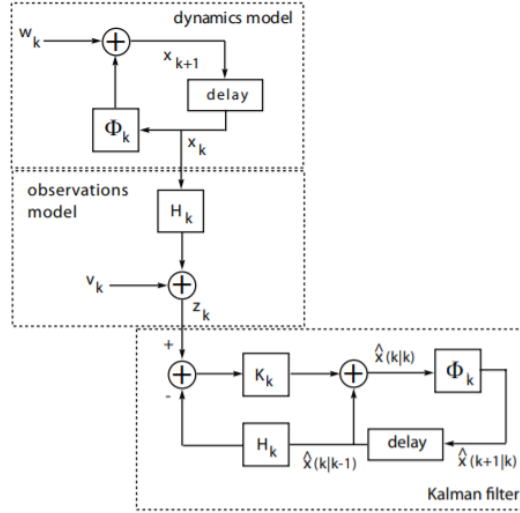 dynamics model
w_k
+
x_{k+1}
delay
Φ_k
x_k
observations
model
H_k
v_k
+
z_k
+
+
-
K_k
+
x̂(k|k)
Φ_k
H_k
x̂(k|k-1)
delay
x̂(k+1|k)
Kalman filter